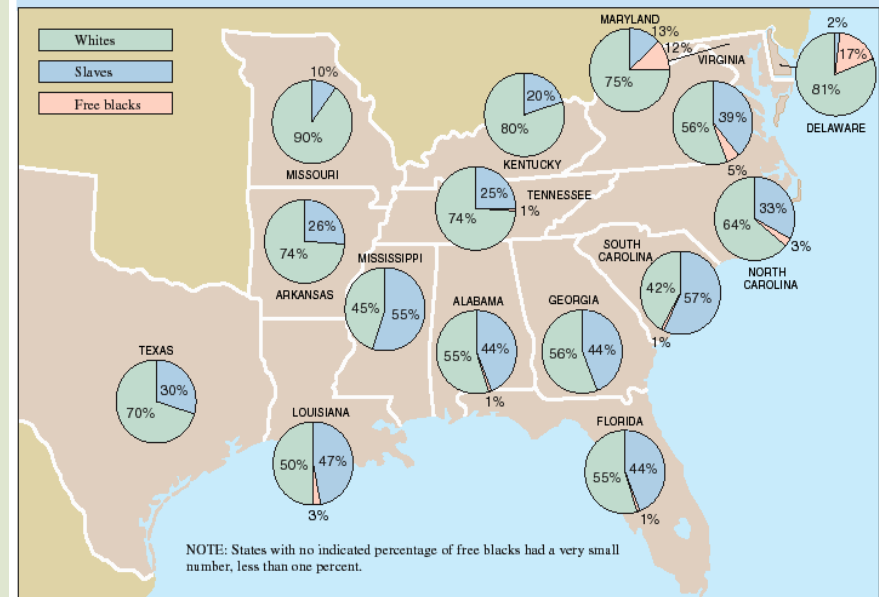 Whites
Slaves
Free blacks
MARYLAND
13%
12%
75%
VIRGINIA
39%
56%
5%
2%
17%
81%
DELAWARE
10%
90%
MISSOURI
20%
80%
KENTUCKY
25%
74%
1%
TENNESSEE
33%
64%
3%
NORTH
CAROLINA
26%
74%
ARKANSAS
MISSISSIPPI
45%
55%
ALABAMA
44%
55%
1%
GEORGIA
56%
44%
SOUTH
CAROLINA
42%
57%
1%
TEXAS
30%
70%
LOUISIANA
50%
47%
3%
FLORIDA
44%
55%
1%
NOTE: States with no indicated percentage of free blacks had a very small
number, less than one percent.